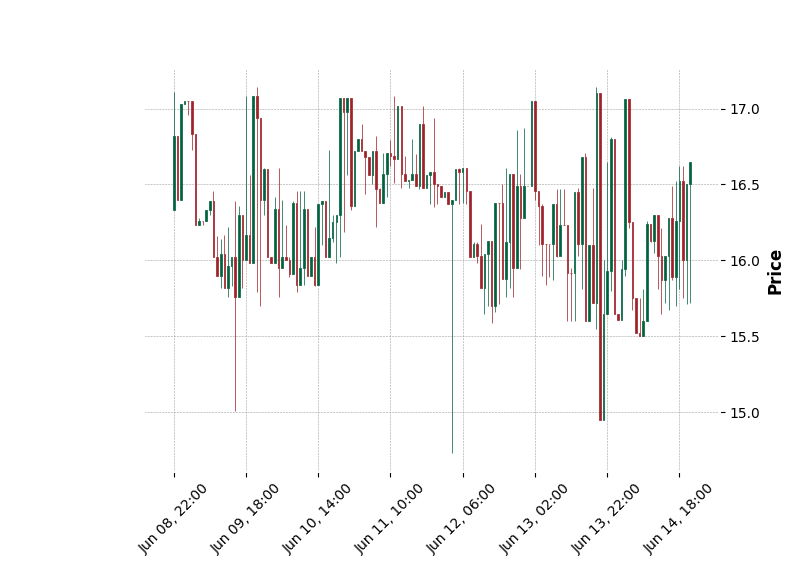 17.0
16.5
16.0
15.5
15.0
Price
Jun 08, 22:00
Jun 09, 18:00
Jun 10, 14:00
Jun 11, 10:00
Jun 12, 06:00
Jun 13, 02:00
Jun 13, 22:00
Jun 14, 18:00